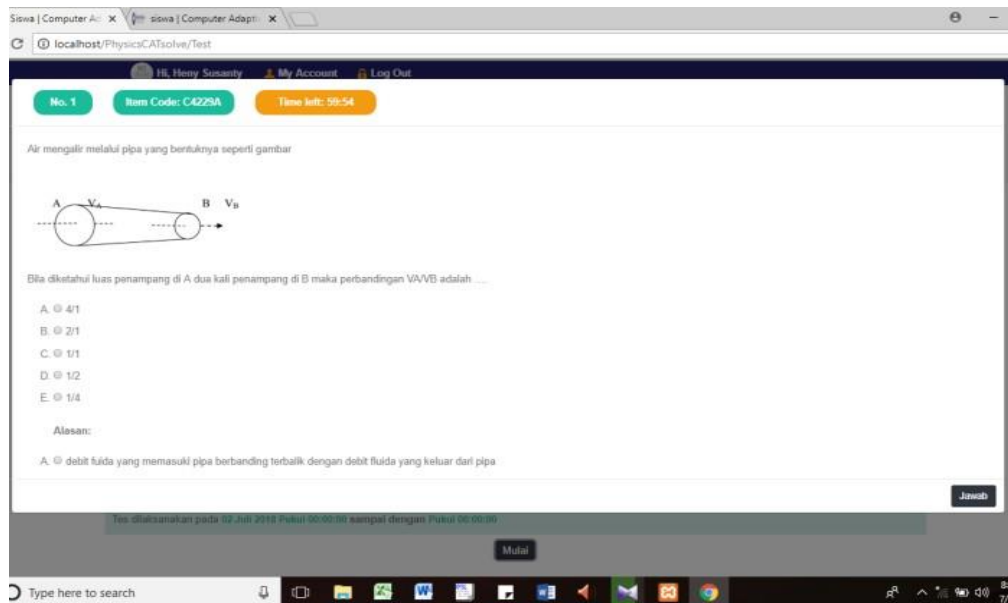 Siswa | Computer Ad
siswa | Computer Adapti
localhost/PhysicsCATsolve/Test
Hi, Heny Susanty My Account Log Out
No. 1 Item Code: C4229A Time left: 59:54
Air mengalir melalui pipa yang bentuknya seperti gambar
A VA B VB
Bila diketahui luas penampang di A dua kali penampang di B maka perbandingan VA/VB adalah .....
A. 4/1
B. 2/1
C. 1/1
D. 1/2
E. 1/4
Alasan:
A. debit fuida yang memasuki pipa berbanding terbalik dengan debit fluida yang keluar dari pipa
Jawab
Tes dilaksanakan pada 02 Juli 2018 Pukul 00:00:00 sampai dengan Pukul 00:00:00
Mulai
Type here to search